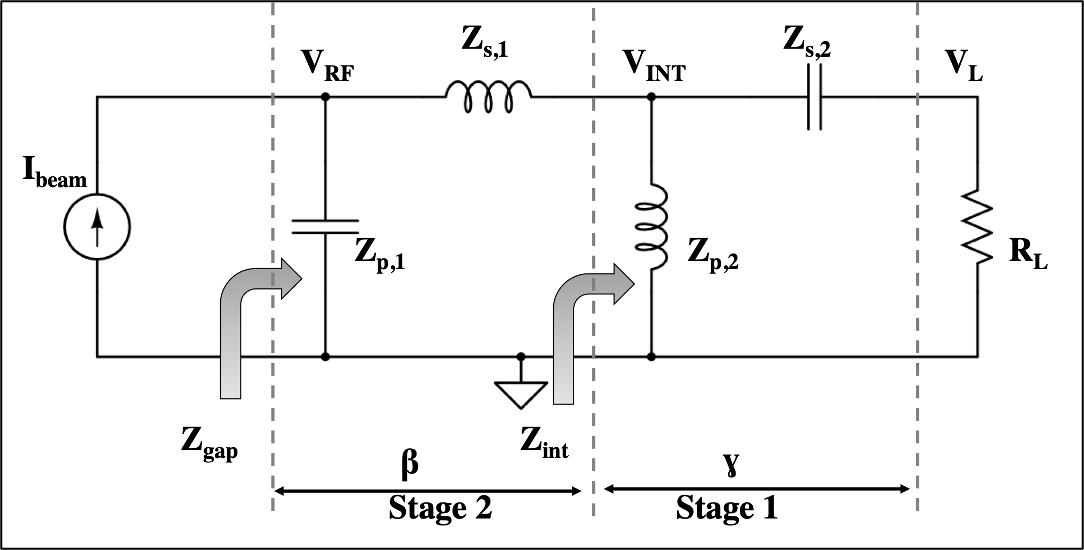 Z_s,1
Z_s,2
V_RF
V_INT
V_L
I_beam
Z_p,1
Z_p,2
R_L
Z_gap
Z_int
β
ɣ
Stage 2
Stage 1